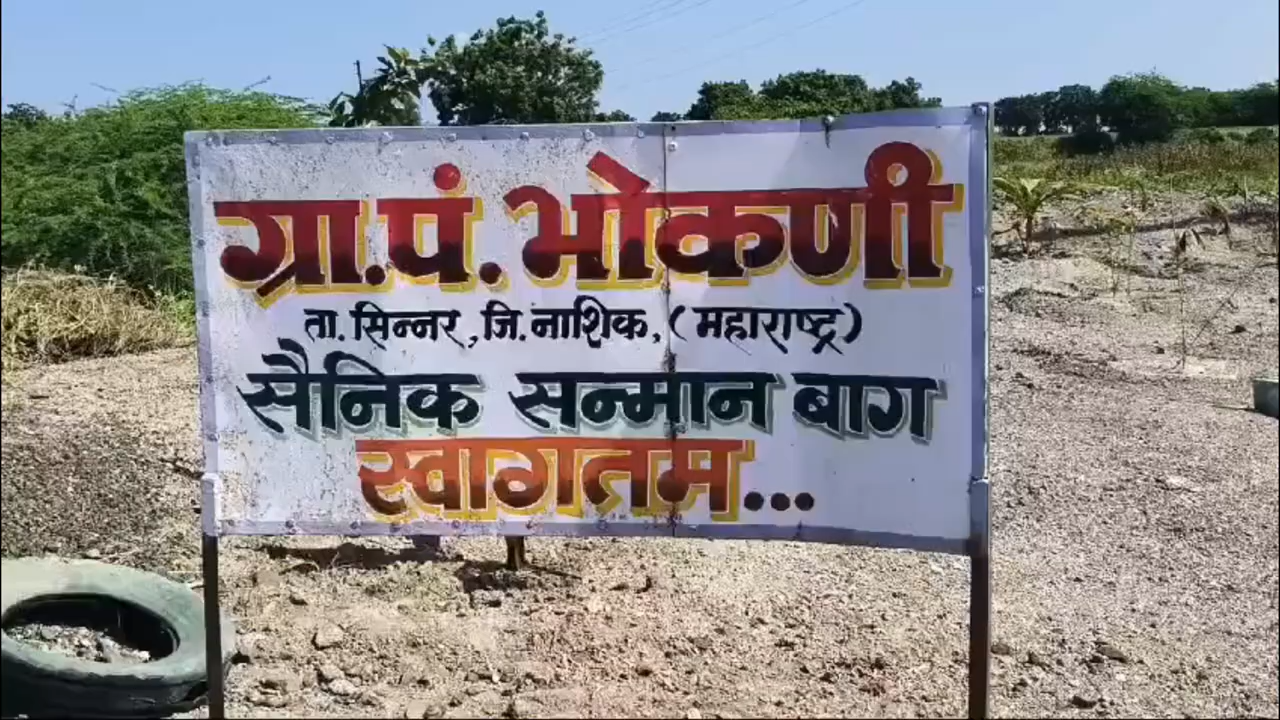 ग्रा.पं. भोकणी
ता. सिन्नर, जि. नाशिक, (महाराष्ट्र)
सैनिक सन्मान बाग
स्वागतम...